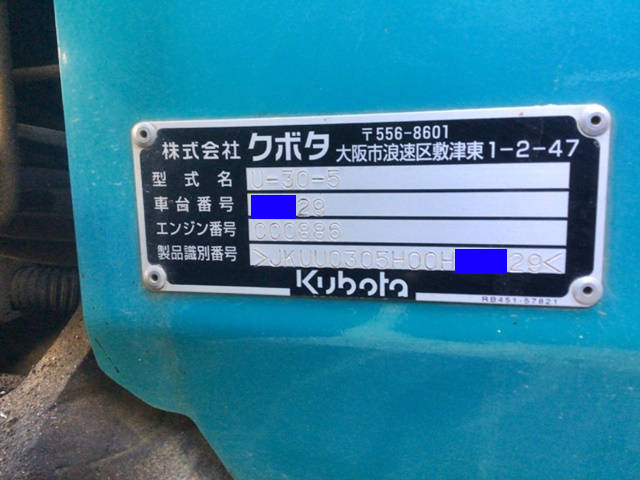 株式会社 クボタ 〒556-8601
大阪市浪速区敷津東1-2-47
型式名 U-30-5
車台番号 29
エンジン番号 000886
製品識別番号 >JKUU0305H00H 29<
Kubota
RB451-57821